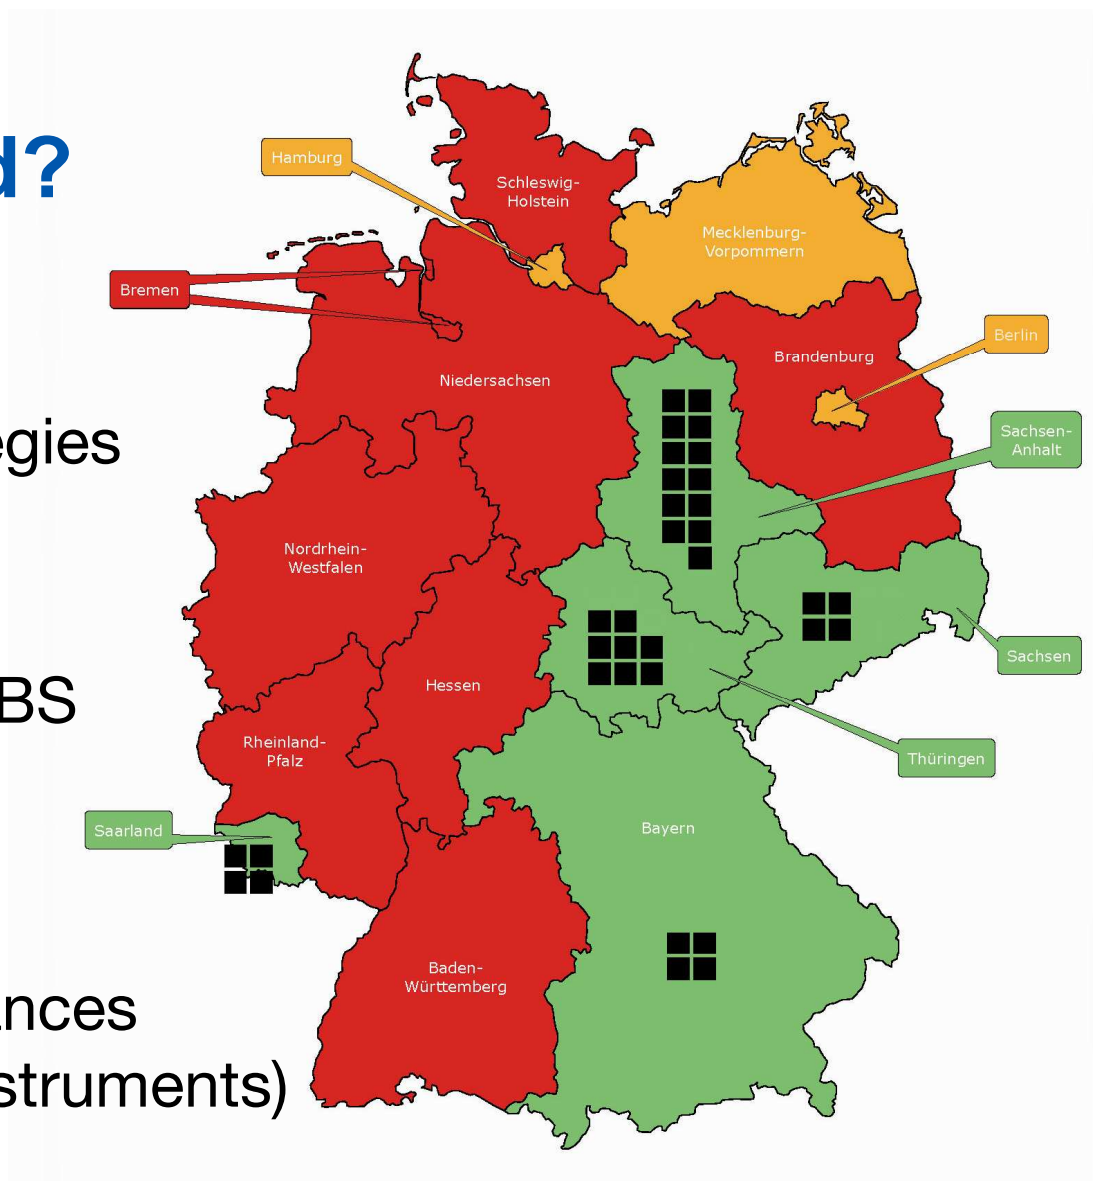 d?
egies
BS
ances
struments)
Hamburg
Schleswig-
Holstein
Mecklenburg-
Vorpommern
Bremen
Berlin
Brandenburg
Niedersachsen
Sachsen-
Anhalt
Nordrhein-
Westfalen
Sachsen
Hessen
Rheinland-
Pfalz
Thüringen
Saarland
Bayern
Baden-
Württemberg